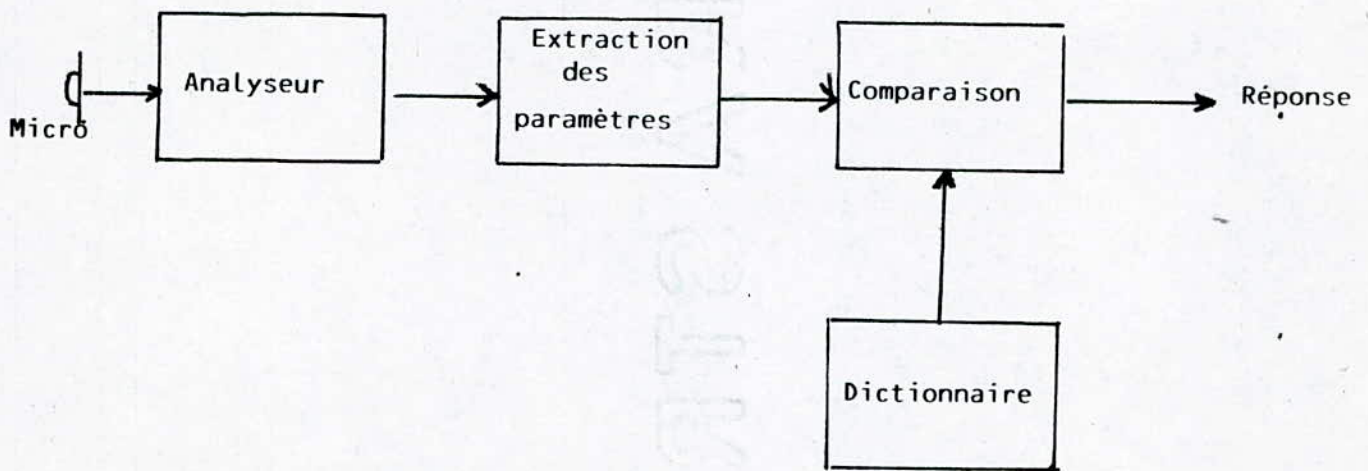 Micro
Analyseur
Extraction
des
paramètres
Comparaison
Réponse
Dictionnaire